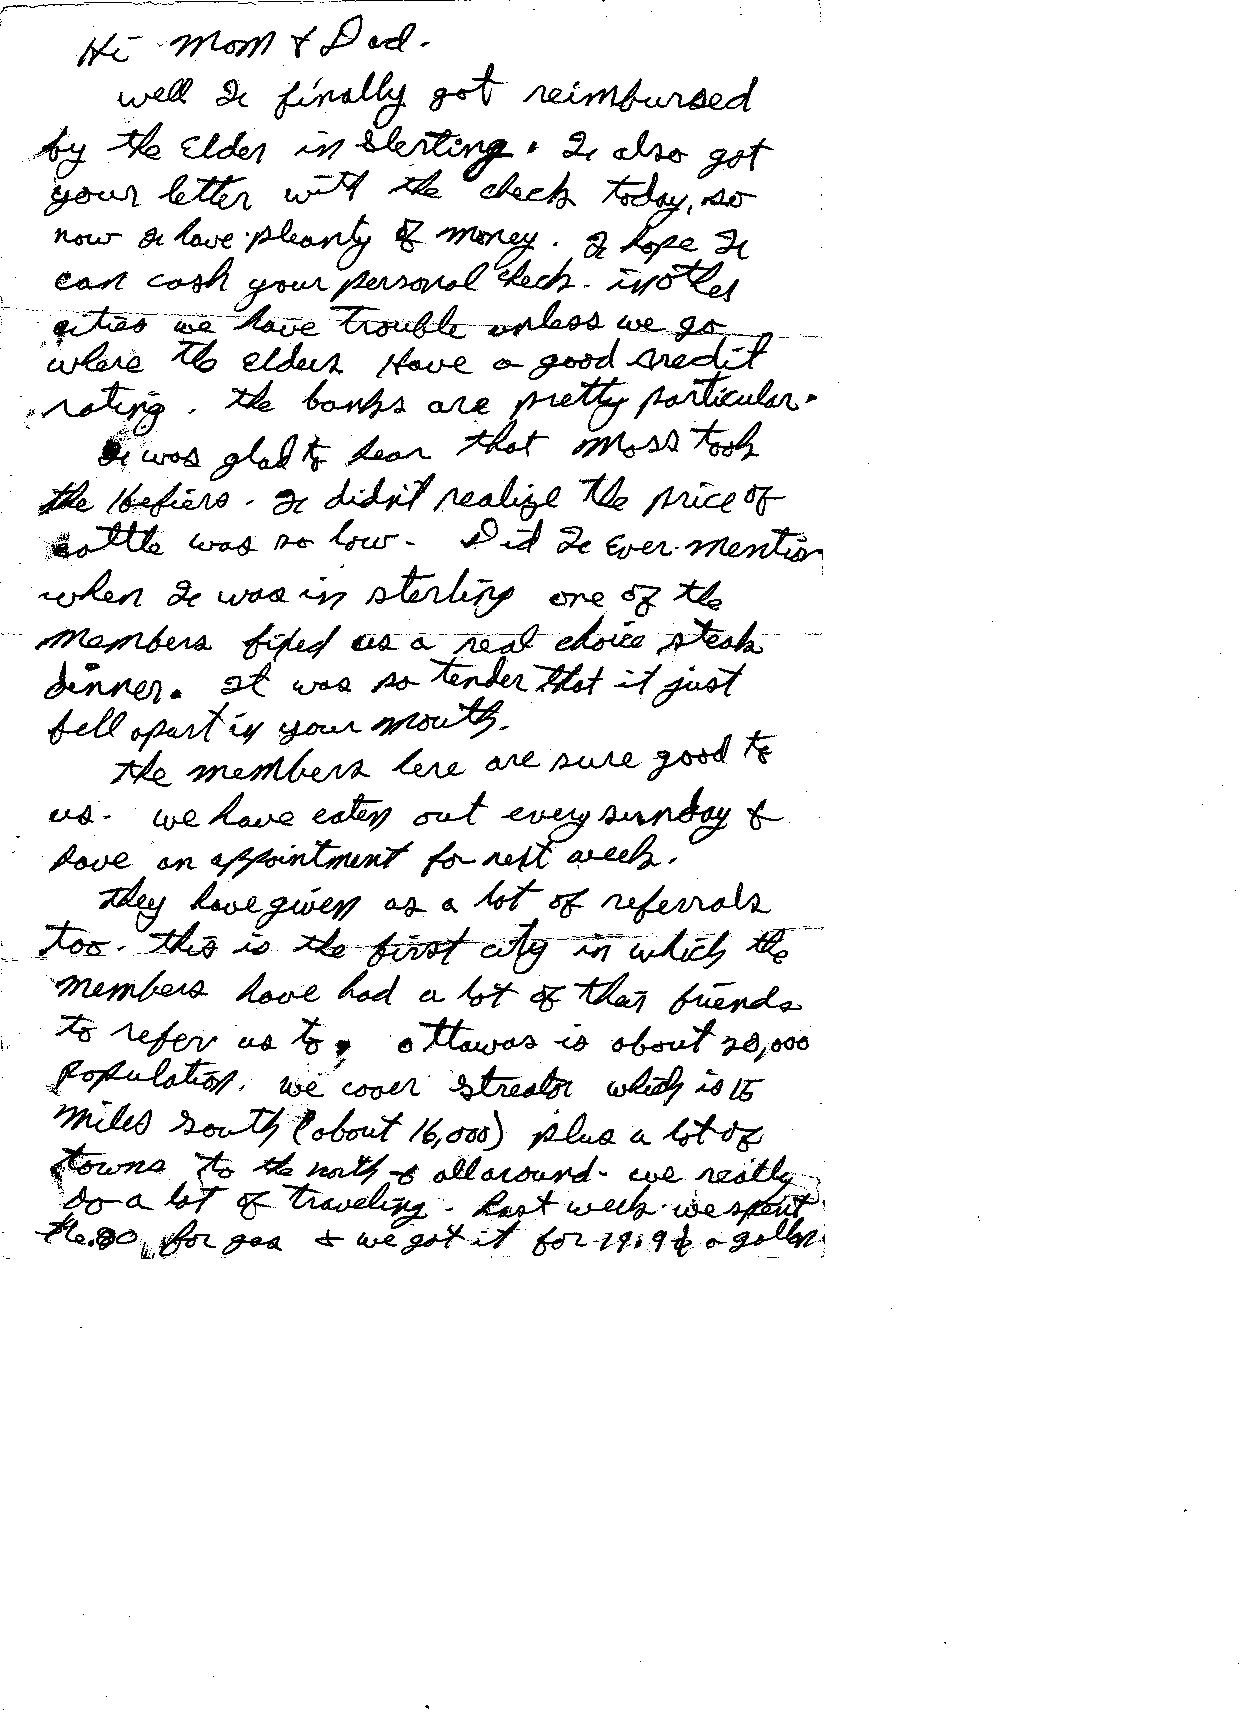 Hi Mom & Dad.
well I finally got reimbursed
by the Elder in Sterling. I also got
your letter with the check today, so
now I have pleanty of money. I hope I
can cash your personal check. in other
cities we have trouble unless we go
where the elders Have a good credit
rating. the banks are pretty particular.
I was glad to hear that Moss took
the Hefiers. I didn't realize the price of
cattle was so low. Did I Ever mention
when I was in sterling one of the
members fixed us a real choice steak
dinner. It was so tender that it just
fell apart in your mouth.
the members here are sure good to
us. we have eaten out every sunday &
have an appointment for next week.
they have given us a lot of referrals
too. this is the first city in which the
members have had a lot of their friends
to refer us to, ottawas is about 20,000
population. we cover streator which is 15
miles south (about 16,000) plus a lot of
towns to the north & all around. we really
do a lot of traveling. Last week we spent
for gas & we got it for 19.9¢ a gallon.